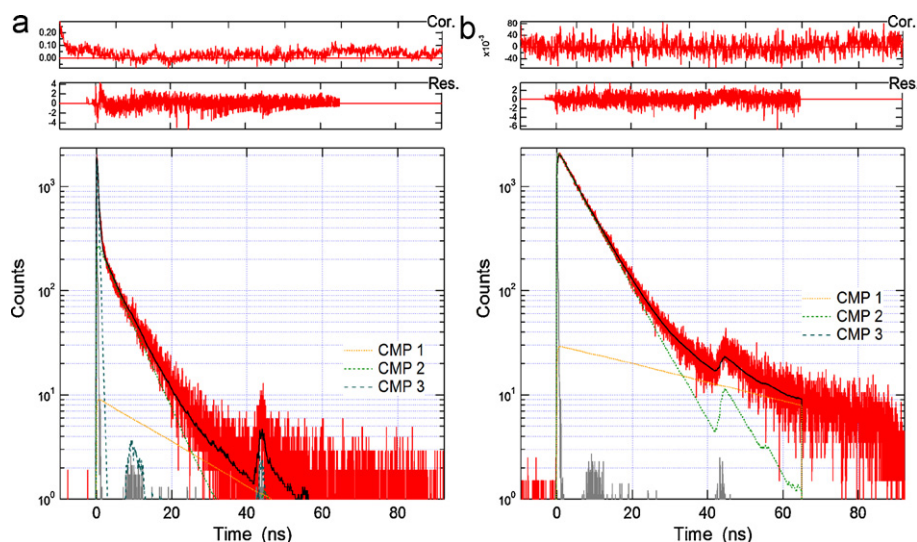 a
Cor.
0.20
0.10
0.00
Res.
4
2
0
-2
-4
10³
10²
10¹
10⁰
Counts
CMP 1
CMP 2
CMP 3
0 20 40 60 80
Time (ns)
b
Cor.
x10⁻³
80
40
0
-40
Res.
4
2
0
-2
-6
10³
10²
10¹
10⁰
Counts
CMP 1
CMP 2
CMP 3
0 20 40 60 80
Time (ns)